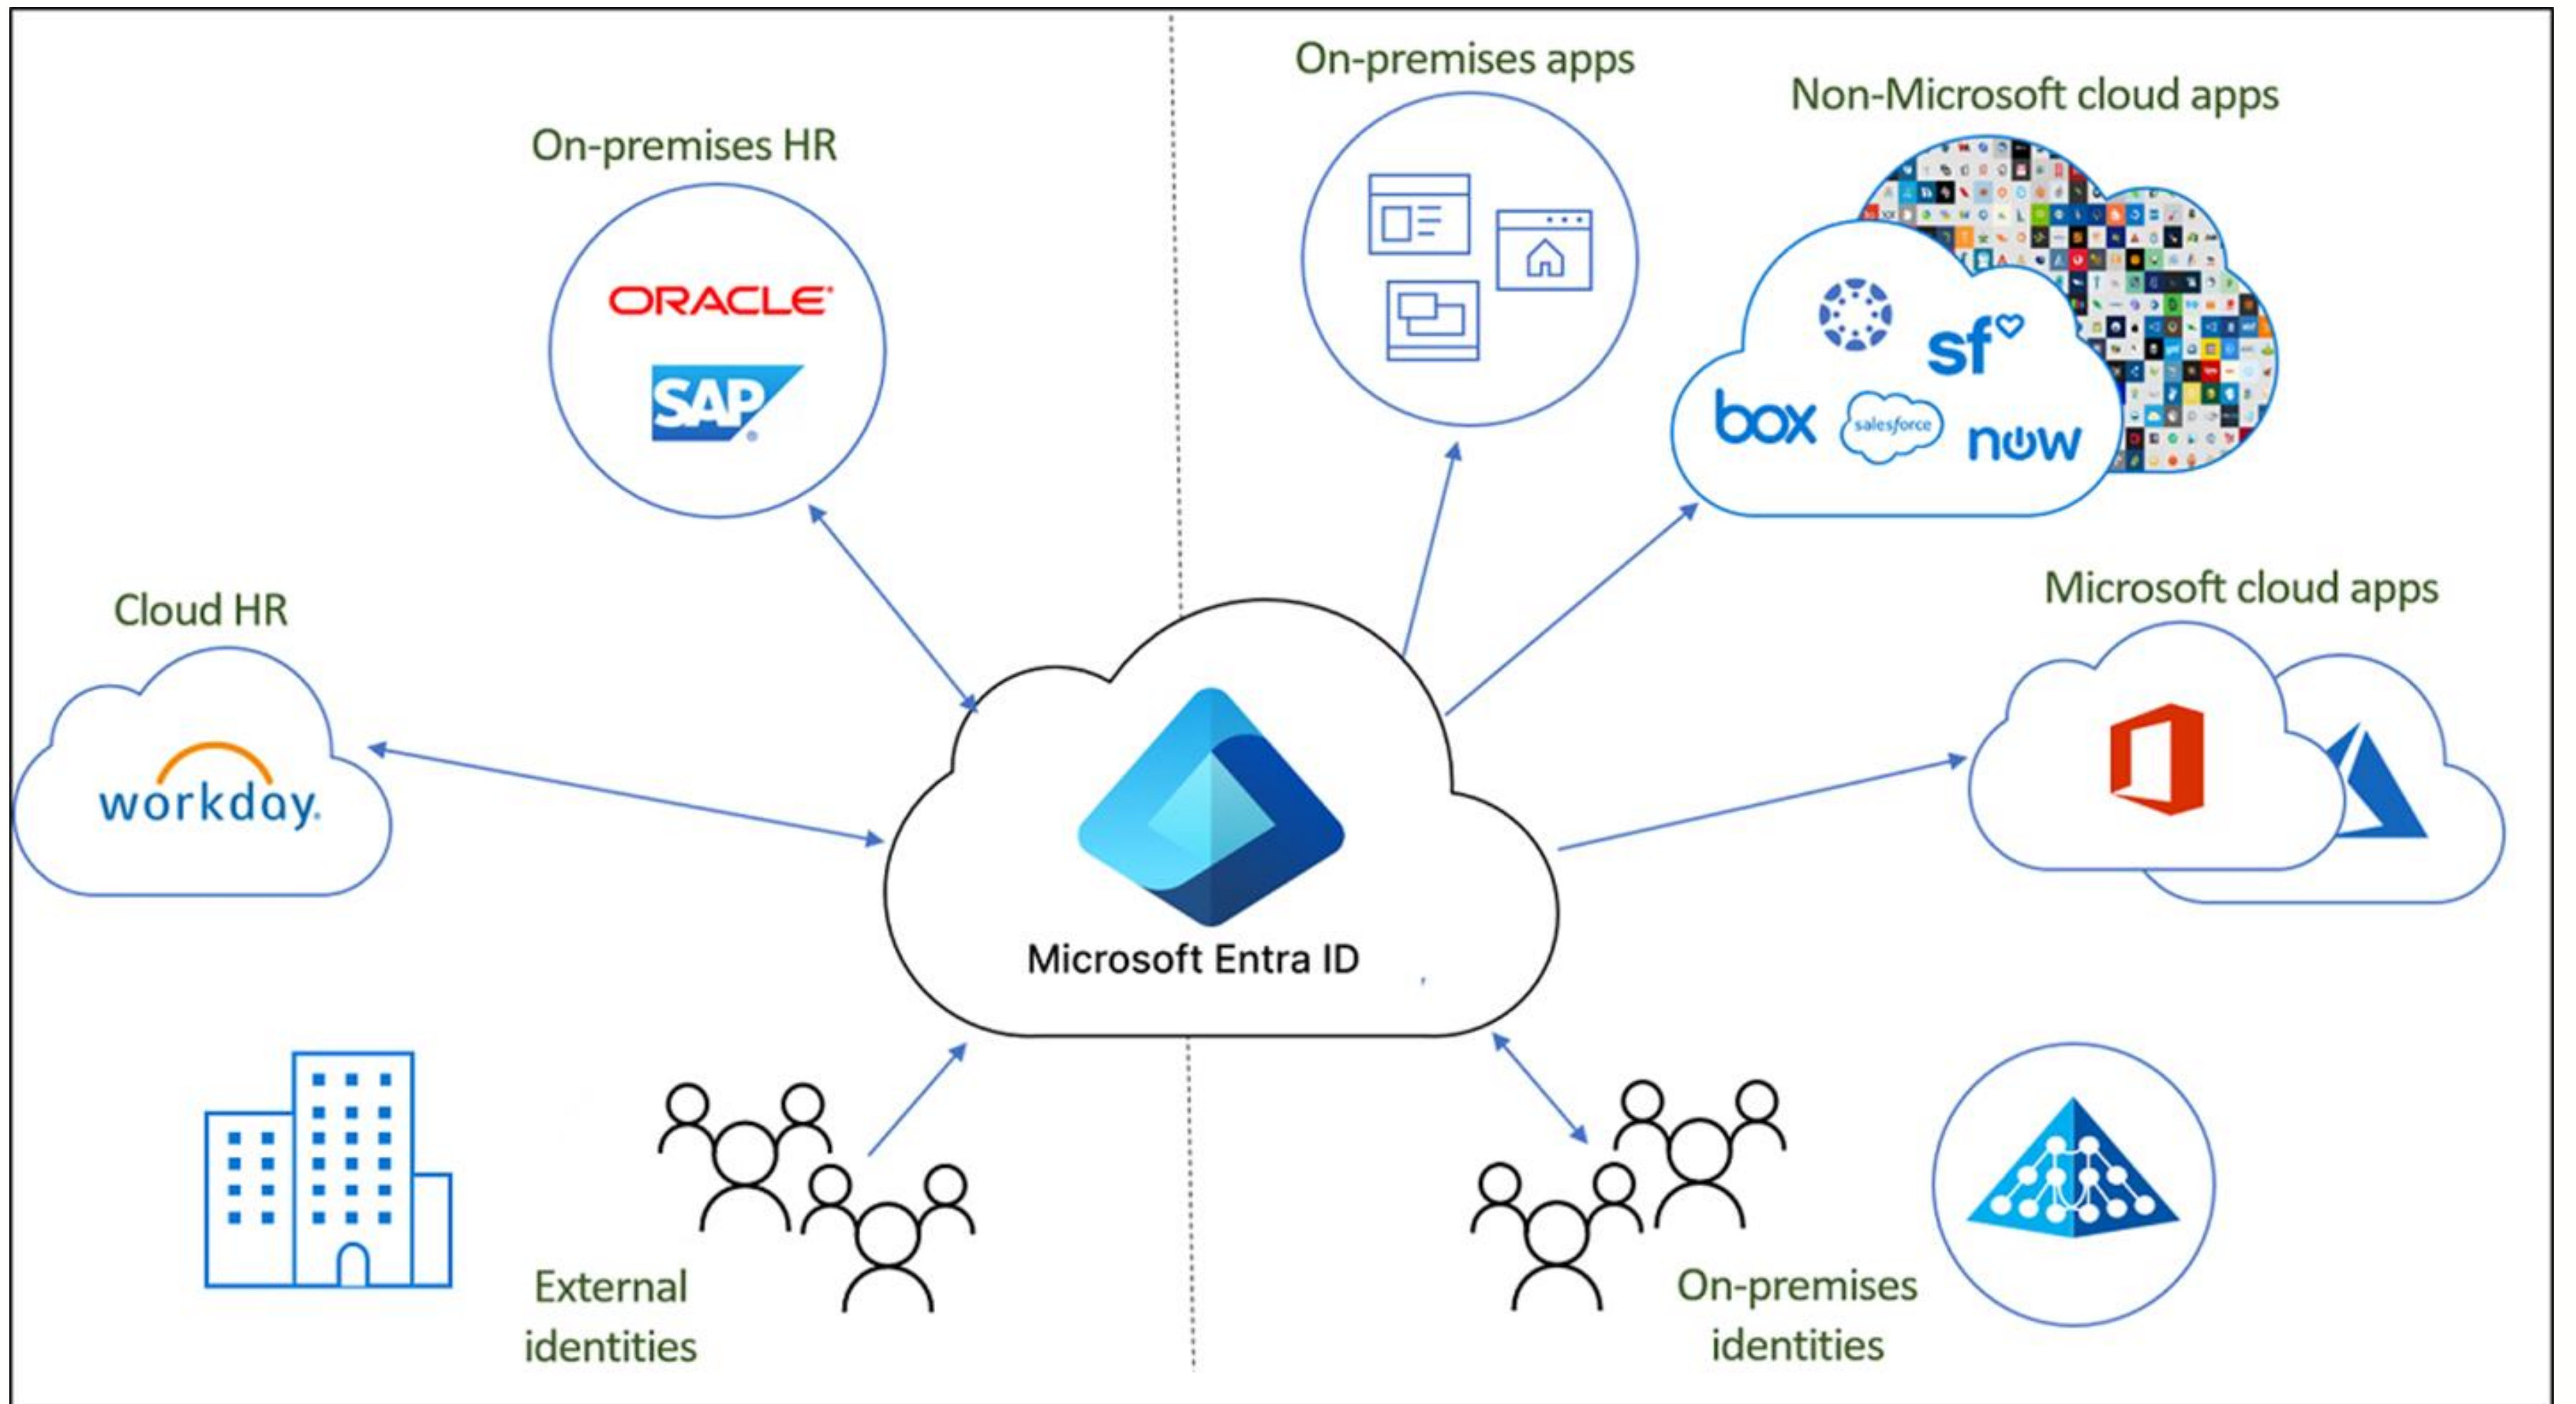 On-premises apps
Non-Microsoft cloud apps
On-premises HR
ORACLE
SAP
®
sf
box
salesforce
now
Cloud HR
workday.
Microsoft cloud apps
Microsoft Entra ID
External
identities
On-premises
identities